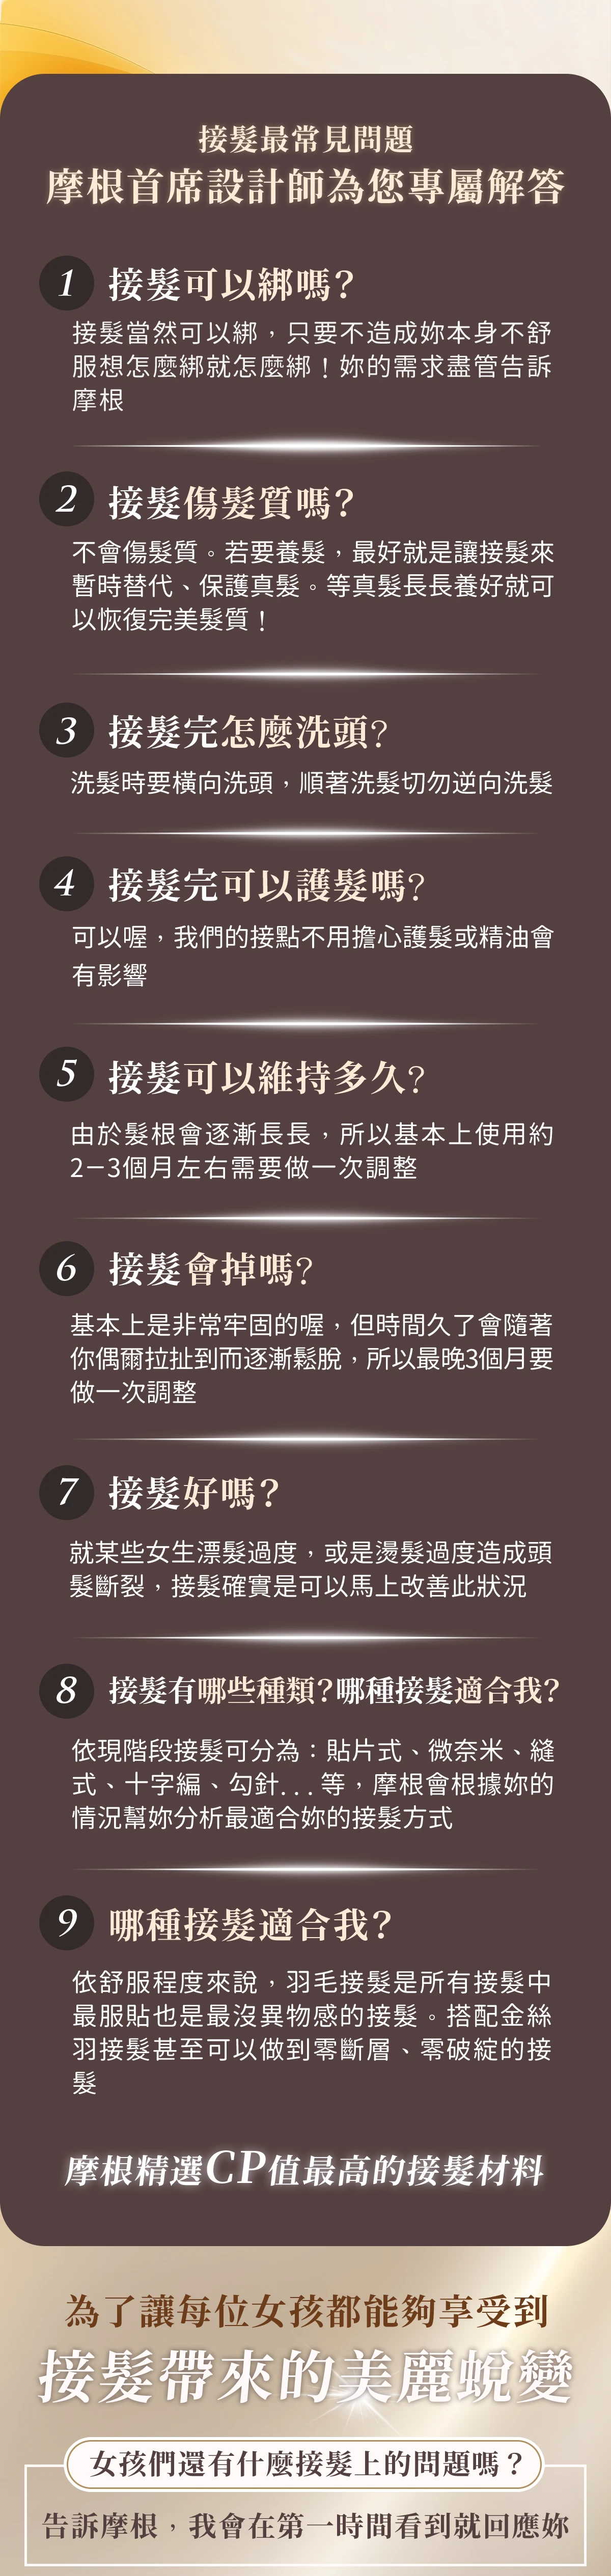 接髮最常見問題
摩根首席設計師為您專屬解答
1 接髮可以綁嗎?
接髮當然可以綁，只要不造成妳本身不舒
服想怎麼綁就怎麼綁！妳的需求盡管告訴
摩根
2 接髮傷髮質嗎?
不會傷髮質。若要養髮，最好就是讓接髮來
暫時替代、保護真髮。等真髮長長養好就可
以恢復完美髮質！
3 接髮完怎麼洗頭?
洗髮時要橫向洗頭，順著洗髮切勿逆向洗髮
4 接髮完可以護髮嗎?
可以喔，我們的接點不用擔心護髮或精油會
有影響
5 接髮可以維持多久?
由於髮根會逐漸長長，所以基本上使用約
2–3個月左右需要做一次調整
6 接髮會掉嗎?
基本上是非常牢固的喔，但時間久了會隨著
你偶爾拉扯到而逐漸鬆脫，所以最晚3個月要
做一次調整
7 接髮好嗎?
就某些女生漂髮過度，或是燙髮過度造成頭
髮斷裂，接髮確實是可以馬上改善此狀況
8 接髮有哪些種類?哪種接髮適合我?
依現階段接髮可分為：貼片式、微奈米、縫
式、十字編、勾針...等，摩根會根據妳的
情況幫妳分析最適合妳的接髮方式
9 哪種接髮適合我?
依舒服程度來說，羽毛接髮是所有接髮中
最服貼也是最沒異物感的接髮。搭配金絲
羽接髮甚至可以做到零斷層、零破綻的接
髮
摩根精選CP值最高的接髮材料
為了讓每位女孩都能夠享受到
接髮帶來的美麗蛻變
女孩們還有什麼接髮上的問題嗎？
告訴摩根，我會在第一時間看到就回應妳